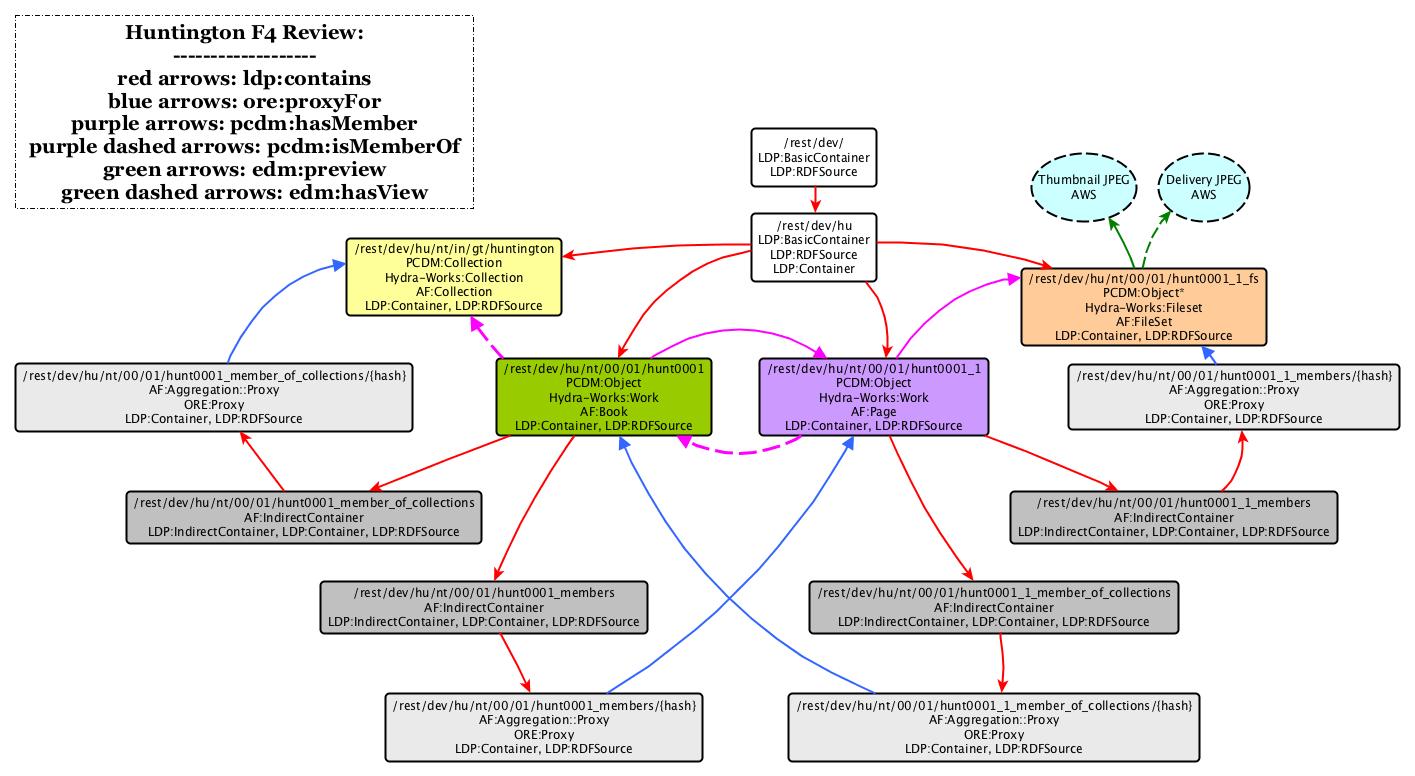 Huntington F4 Review:
-------------------
red arrows: ldp:contains
blue arrows: ore:proxyFor
purple arrows: pcdm:hasMember
purple dashed arrows: pcdm:isMemberOf
green arrows: edm:preview
green dashed arrows: edm:hasView
/rest/dev/
LDP:BasicContainer
LDP:RDFSource
Thumbnail JPEG
AWS
Delivery JPEG
AWS
/rest/dev/hu
LDP:BasicContainer
LDP:RDFSource
LDP:Container
/rest/dev/hu/nt/in/gt/huntington
PCDM:Collection
Hydra-Works:Collection
AF:Collection
LDP:Container, LDP:RDFSource
/rest/dev/hu/nt/00/01/hunt0001_1_fs
PCDM:Object*
Hydra-Works:Fileset
AF:FileSet
LDP:Container, LDP:RDFSource
/rest/dev/hu/nt/00/01/hunt0001_member_of_collections/{hash}
AF:Aggregation::Proxy
ORE:Proxy
LDP:Container, LDP:RDFSource
/rest/dev/hu/nt/00/01/hunt0001
PCDM:Object
Hydra-Works:Work
AF:Book
LDP:Container, LDP:RDFSource
/rest/dev/hu/nt/00/01/hunt0001_1
PCDM:Object
Hydra-Works:Work
AF:Page
LDP:Container, LDP:RDFSource
/rest/dev/hu/nt/00/01/hunt0001_1_members/{hash}
AF:Aggregation::Proxy
ORE:Proxy
LDP:Container, LDP:RDFSource
/rest/dev/hu/nt/00/01/hunt0001_member_of_collections
AF:IndirectContainer
LDP:IndirectContainer, LDP:Container, LDP:RDFSource
/rest/dev/hu/nt/00/01/hunt0001_1_members
AF:IndirectContainer
LDP:IndirectContainer, LDP:Container, LDP:RDFSource
/rest/dev/hu/nt/00/01/hunt0001_members
AF:IndirectContainer
LDP:IndirectContainer, LDP:Container, LDP:RDFSource
/rest/dev/hu/nt/00/01/hunt0001_1_member_of_collections
AF:IndirectContainer
LDP:IndirectContainer, LDP:Container, LDP:RDFSource
/rest/dev/hu/nt/00/01/hunt0001_members/{hash}
AF:Aggregation::Proxy
ORE:Proxy
LDP:Container, LDP:RDFSource
/rest/dev/hu/nt/00/01/hunt0001_1_member_of_collections/{hash}
AF:Aggregation::Proxy
ORE:Proxy
LDP:Container, LDP:RDFSource